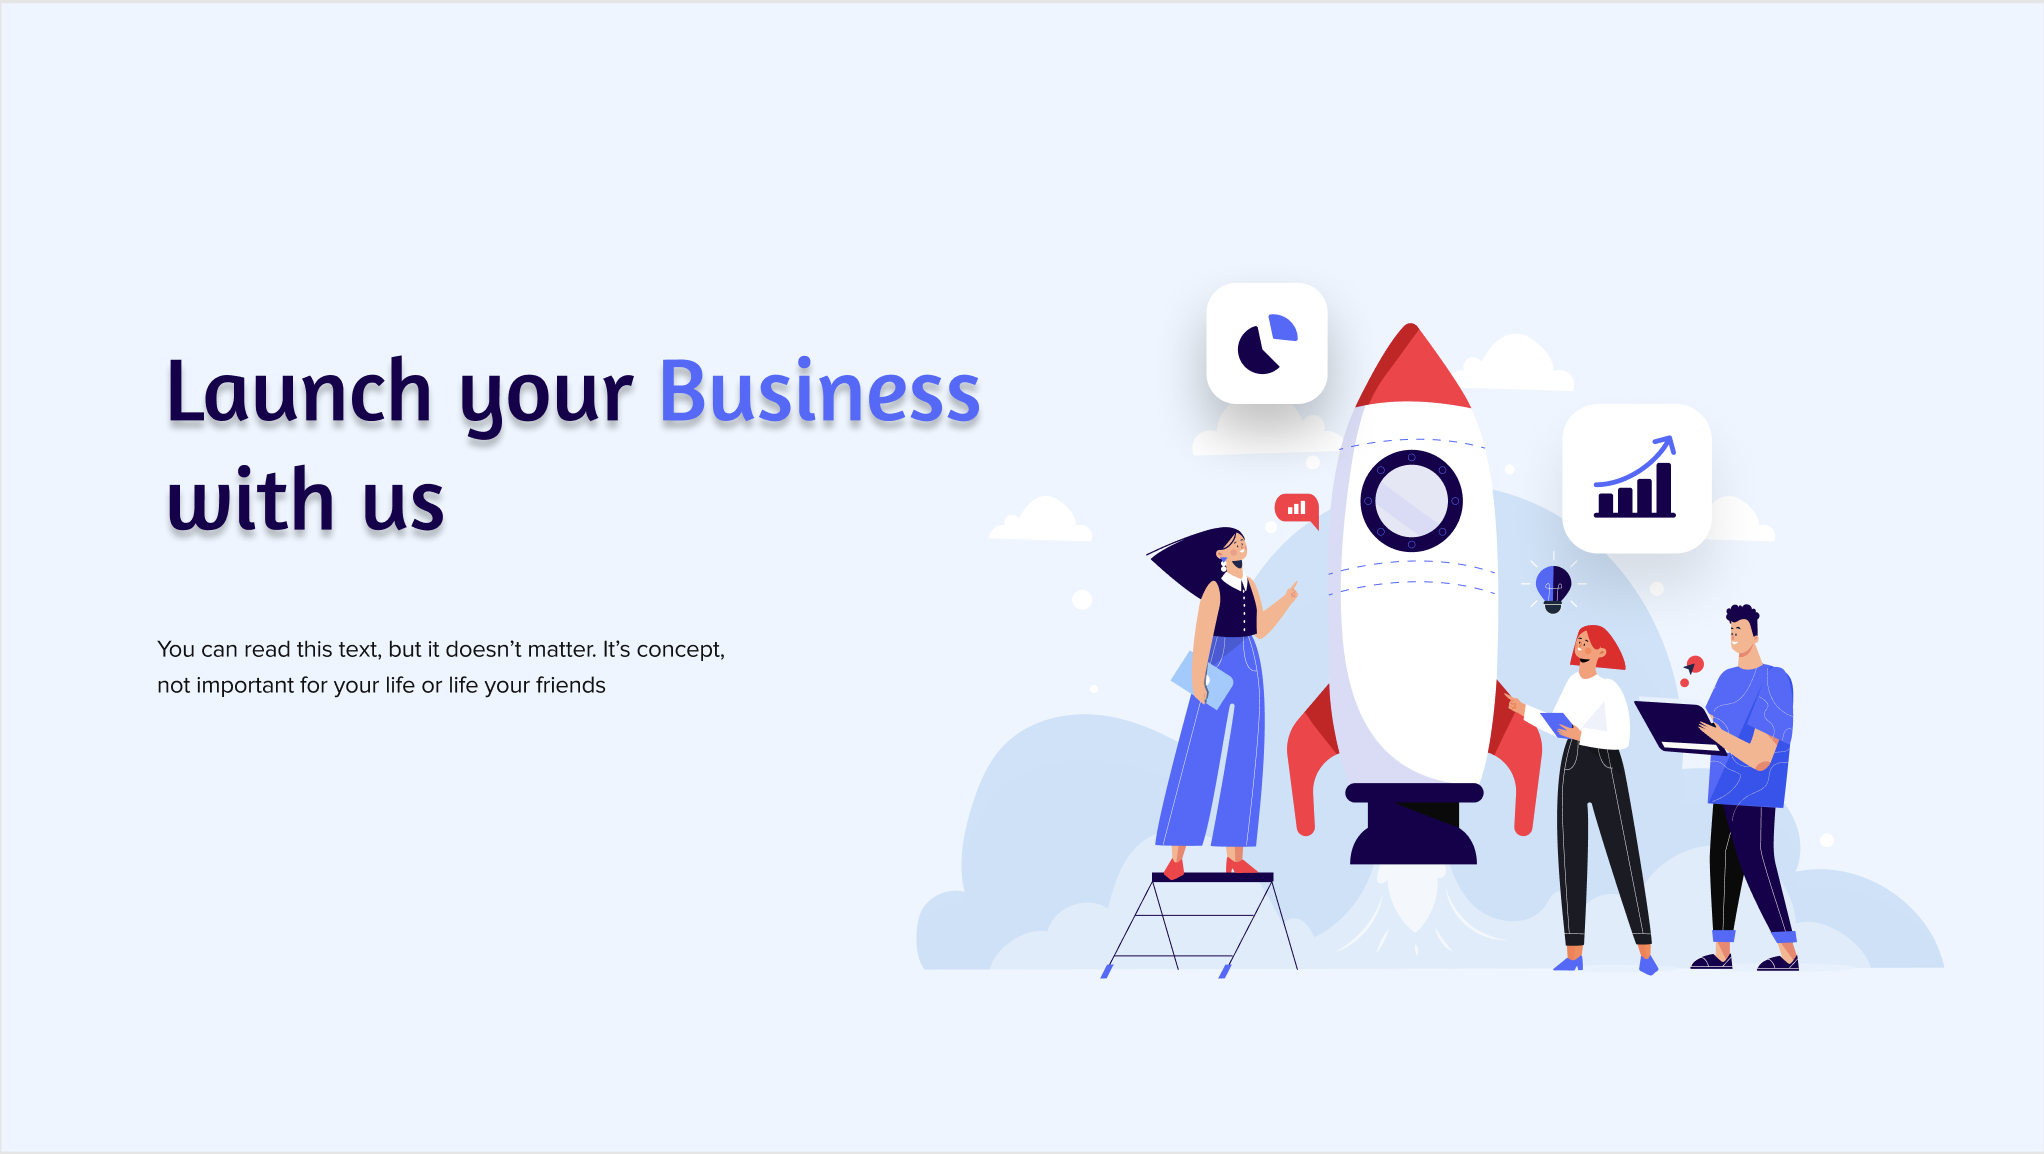 Launch your Business
with us
You can read this text, but it doesn’t matter. It’s concept,
not important for your life or life your friends